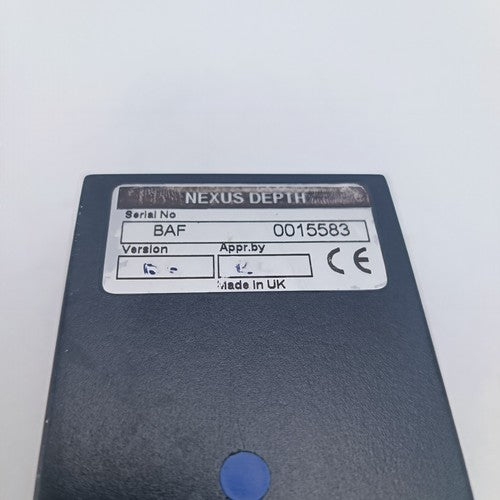 NEXUS DEPTH
Serial No
BAF 0015583
Version Appr.by
CE
Made in UK